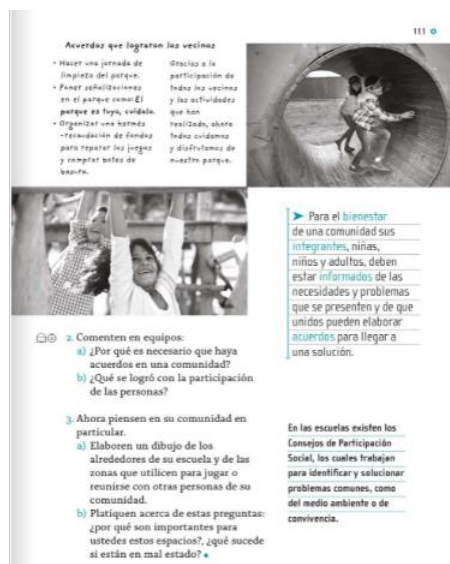 111
Acuerdos que lograron los vecinos
• Hacer una jornada de
limpieza del parque.
• Poner señalizaciones
en el parque como: El
parque es tuyo, cuídalo.
• Organizar una kermés
-recaudación de fondos
para reparar los juegos
y comprar botes de
basura.
Gracias a la
participación de
todos los vecinos
y las actividades
que han
realizado, ahora
todos cuidamos
y disfrutamos de
nuestro parque.
➤ Para el bienestar
de una comunidad sus
integrantes, niñas,
niños y adultos, deben
estar informados de las
necesidades y problemas
que se presenten y de que
unidos pueden elaborar
acuerdos para llegar a
una solución.
2. Comenten en equipos:
a) ¿Por qué es necesario que haya
acuerdos en una comunidad?
b) ¿Qué se logró con la participación
de las personas?
3. Ahora piensen en su comunidad en
particular.
a) Elaboren un dibujo de los
alrededores de su escuela y de las
zonas que utilicen para jugar o
reunirse con otras personas de su
comunidad.
b) Platiquen acerca de estas preguntas:
¿por qué son importantes para
ustedes estos espacios?, ¿qué sucede
si están en mal estado? •
En las escuelas existen los
Consejos de Participación
Social, los cuales trabajan
para identificar y solucionar
problemas comunes, como
del medio ambiente o de
convivencia.